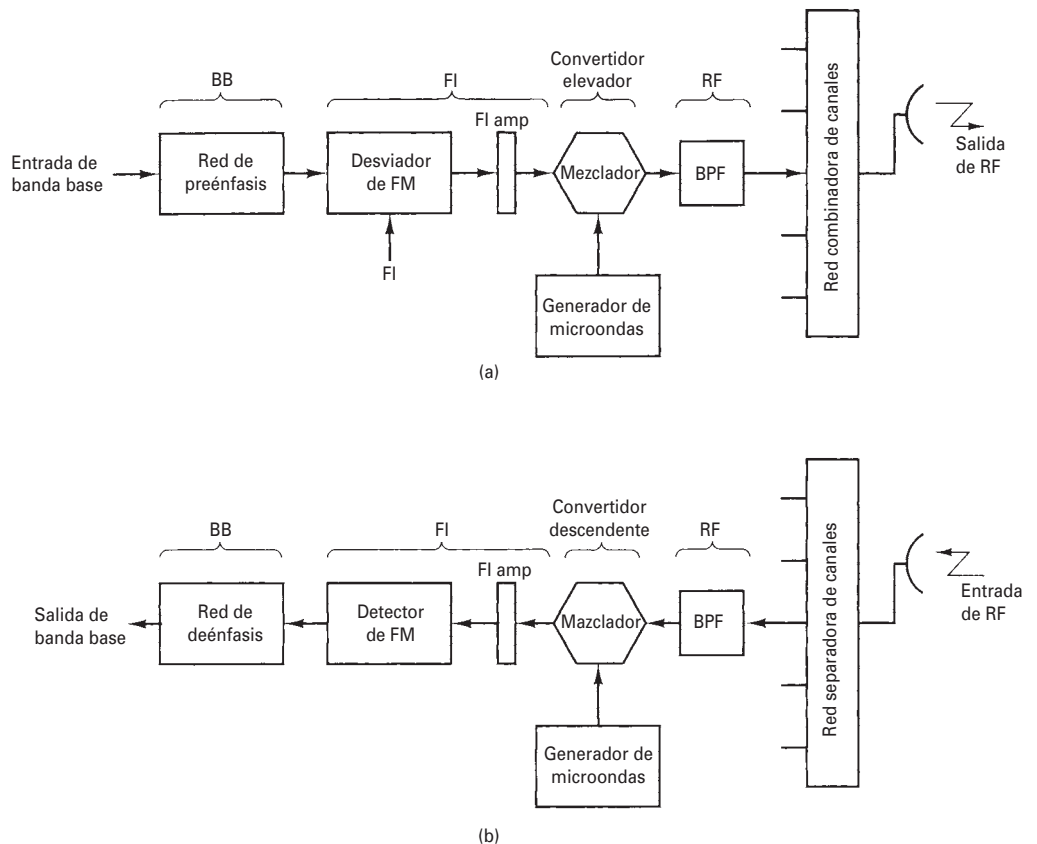 BB
FI
Convertidor
elevador
RF
FI amp
Entrada de
banda base
Red de
preénfasis
Desviador
de FM
Mezclador
BPF
Red combinadora de canales
Salida
de RF
FI
Generador de
microondas
(a)
BB
FI
Convertidor
descendente
RF
FI amp
Salida de
banda base
Red de
deénfasis
Detector
de FM
Mazclador
BPF
Red separadora de canales
Entrada
de RF
Generador de
microondas
(b)